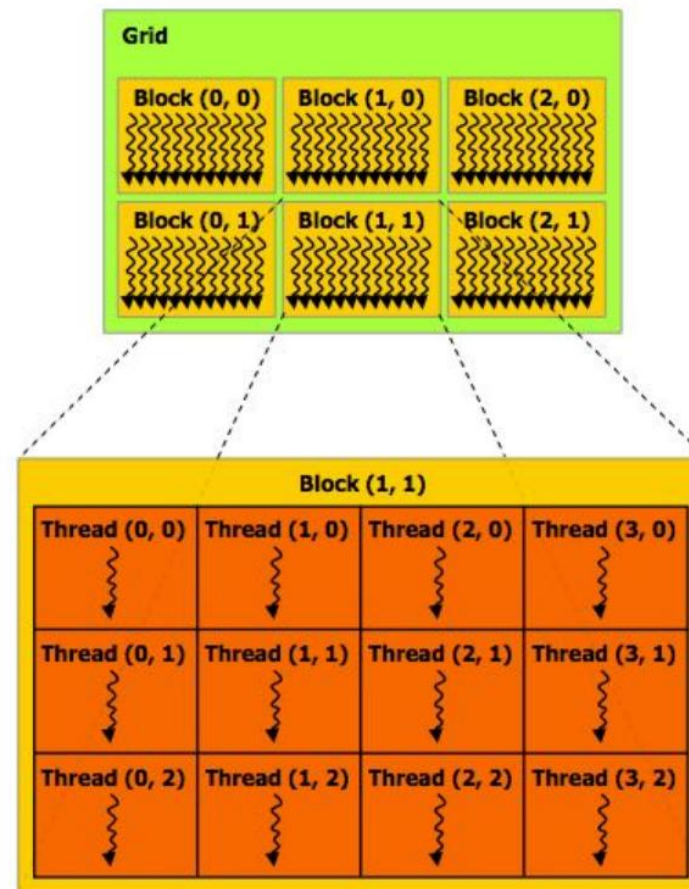 Grid
Block (0, 0) Block (1, 0) Block (2, 0)
Block (0, 1) Block (1, 1) Block (2, 1)
Block (1, 1)
Thread (0, 0) Thread (1, 0) Thread (2, 0) Thread (3, 0)
Thread (0, 1) Thread (1, 1) Thread (2, 1) Thread (3, 1)
Thread (0, 2) Thread (1, 2) Thread (2, 2) Thread (3, 2)